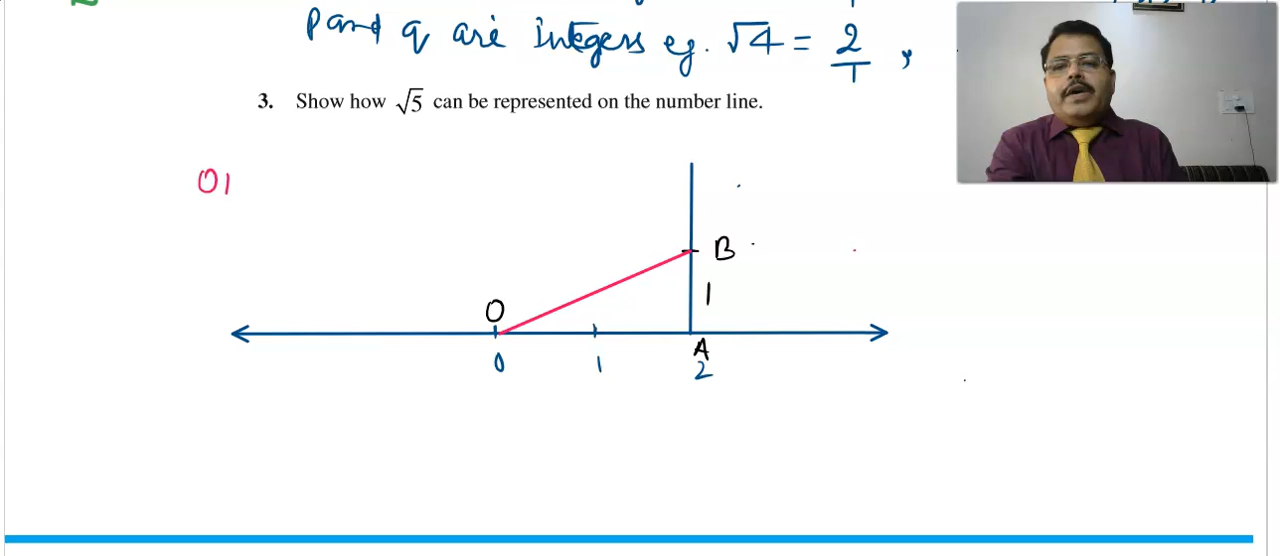 p and q are integers eg. √4 = 2/1,
3. Show how √5 can be represented on the number line.
O
B
1
O
A
0 1 2